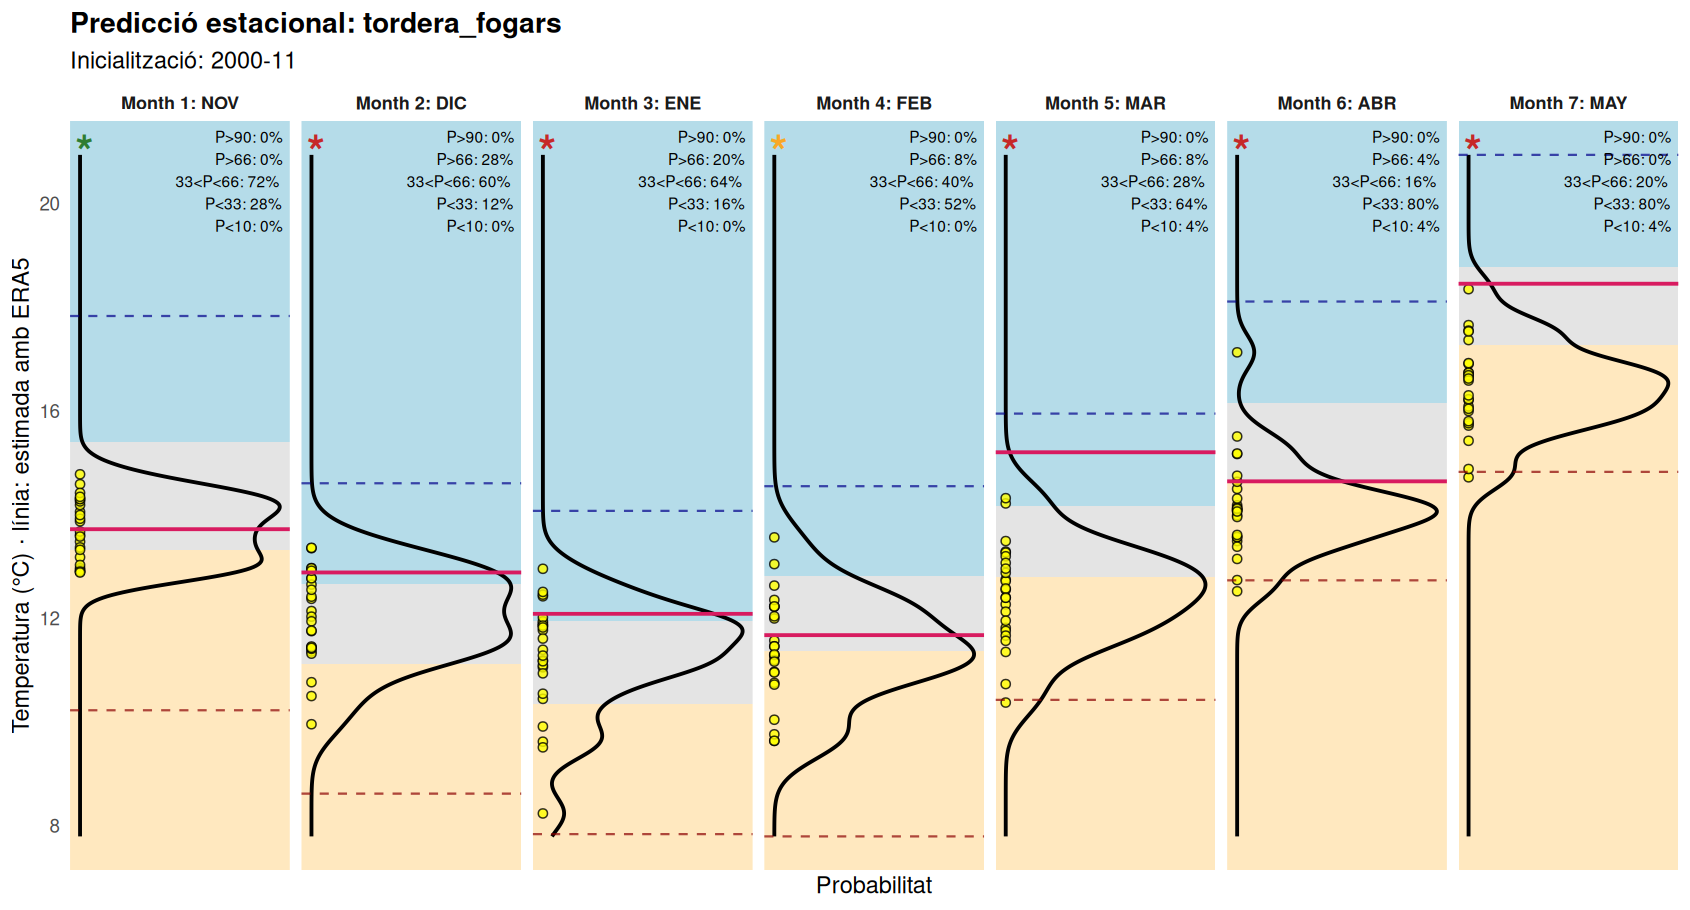 Predicció estacional: tordera_fogars
Inicialització: 2000-11
Month 1: NOV
Month 2: DIC
Month 3: ENE
Month 4: FEB
Month 5: MAR
Month 6: ABR
Month 7: MAY
*
P>90: 0%
P>66: 0%
33<P<66: 72%
P<33: 28%
P<10: 0%
*
P>90: 0%
P>66: 28%
33<P<66: 60%
P<33: 12%
P<10: 0%
*
P>90: 0%
P>66: 20%
33<P<66: 64%
P<33: 16%
P<10: 0%
*
P>90: 0%
P>66: 8%
33<P<66: 40%
P<33: 52%
P<10: 0%
*
P>90: 0%
P>66: 8%
33<P<66: 28%
P<33: 64%
P<10: 4%
*
P>90: 0%
P>66: 4%
33<P<66: 16%
P<33: 80%
P<10: 4%
*
P>90: 0%
P>66: 0%
33<P<66: 20%
P<33: 80%
P<10: 4%
20
16
12
8
Temperatura (°C) · línia: estimada amb ERA5
Probabilitat